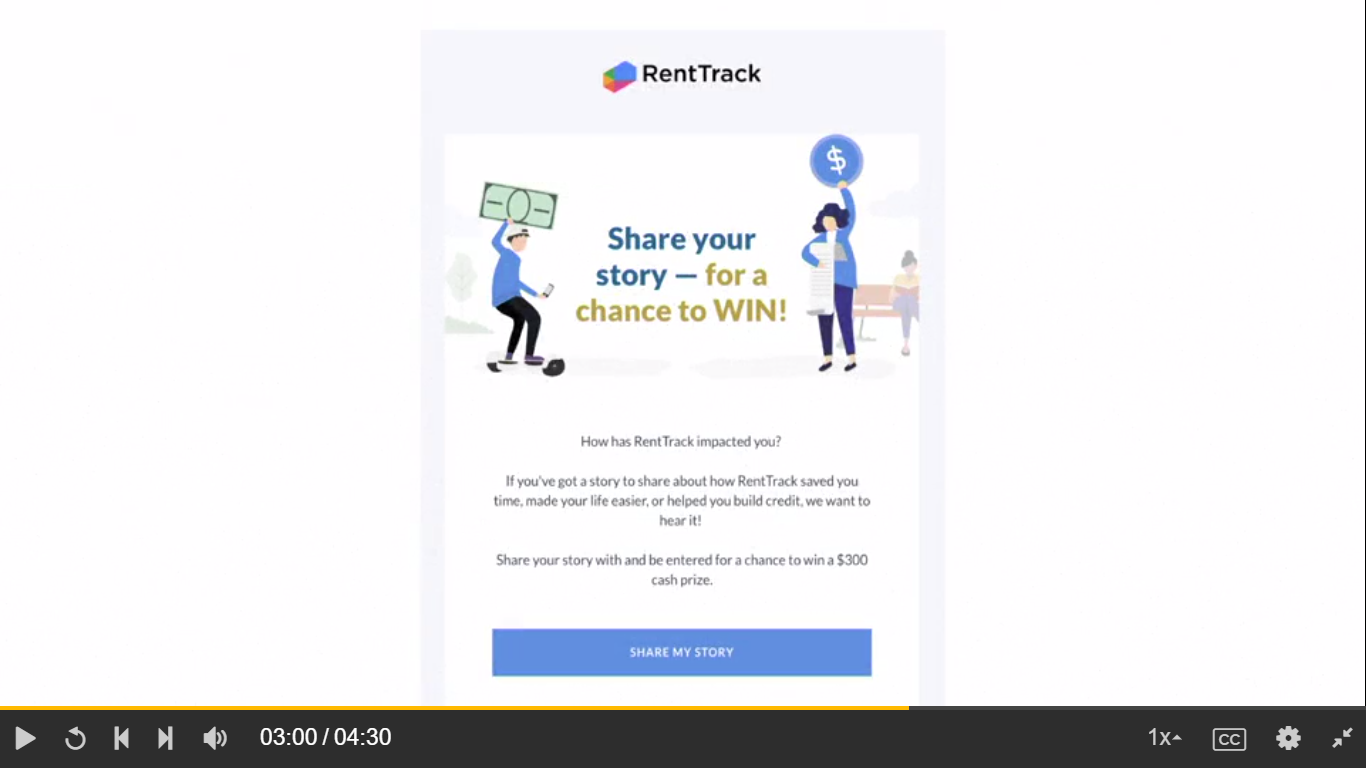 RentTrack
$
Share your
story — for a
chance to WIN!
How has RentTrack impacted you?
If you've got a story to share about how RentTrack saved you
time, made your life easier, or helped you build credit, we want to
hear it!
Share your story with and be entered for a chance to win a $300
cash prize.
SHARE MY STORY
03:00 / 04:30
1x
CC